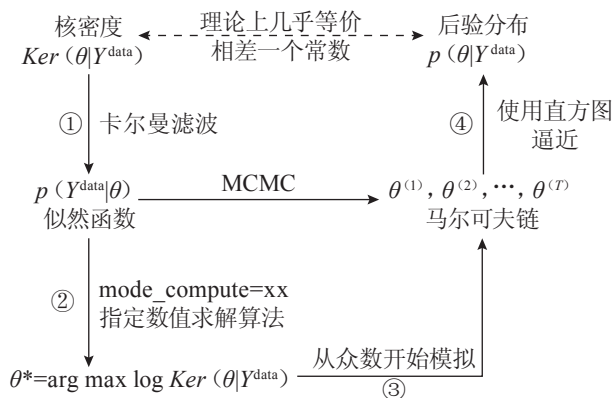 核密度
Ker (θ|Y^data)
理论上几乎等价
相差一个常数
后验分布
p (θ|Y^data)
① 卡尔曼滤波
④ 使用直方图
逼近
p (Y^data|θ)
似然函数
MCMC
θ^(1), θ^(2), …, θ^(T)
马尔可夫链
② mode_compute=xx
指定数值求解算法
θ*=arg max log Ker (θ|Y^data)
从众数开始模拟
③